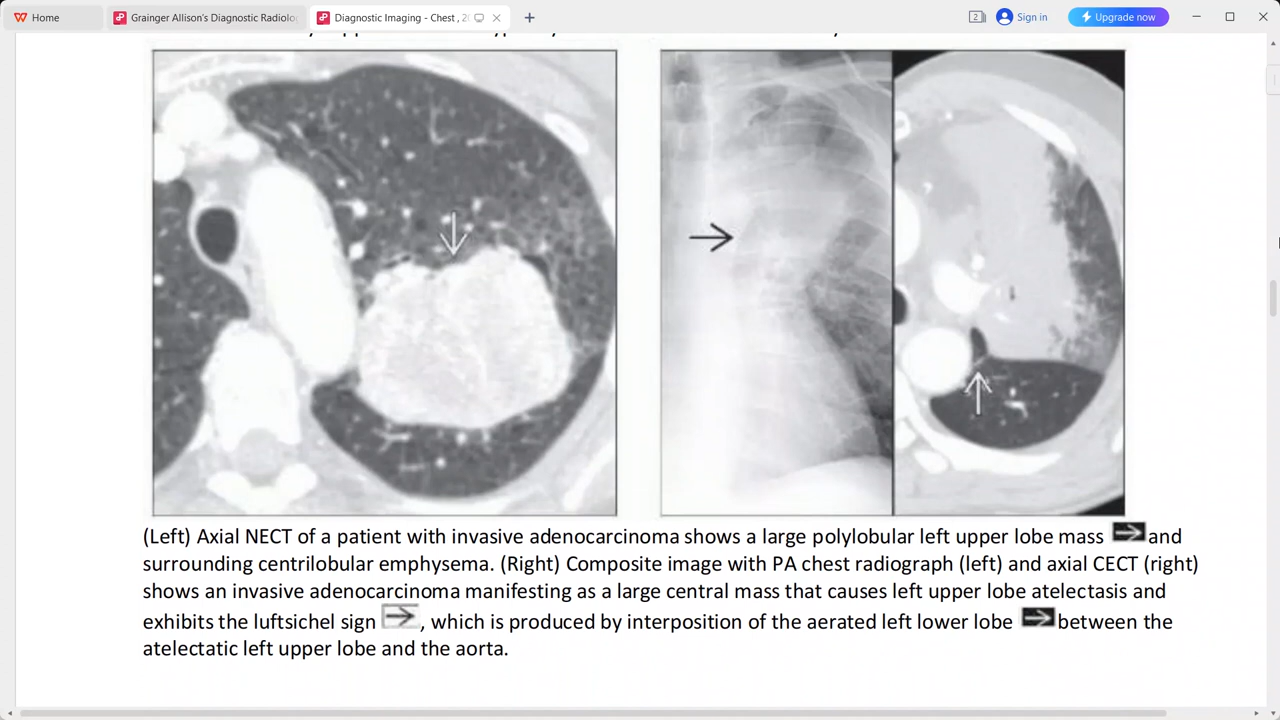 Home
Grainger Allison's Diagnostic Radiolo
Diagnostic Imaging - Chest , 20
2
Sign in
Upgrade now
(Left) Axial NECT of a patient with invasive adenocarcinoma shows a large polylobular left upper lobe mass and
surrounding centrilobular emphysema. (Right) Composite image with PA chest radiograph (left) and axial CECT (right)
shows an invasive adenocarcinoma manifesting as a large central mass that causes left upper lobe atelectasis and
exhibits the luftsichel sign , which is produced by interposition of the aerated left lower lobe between the
atelectatic left upper lobe and the aorta.